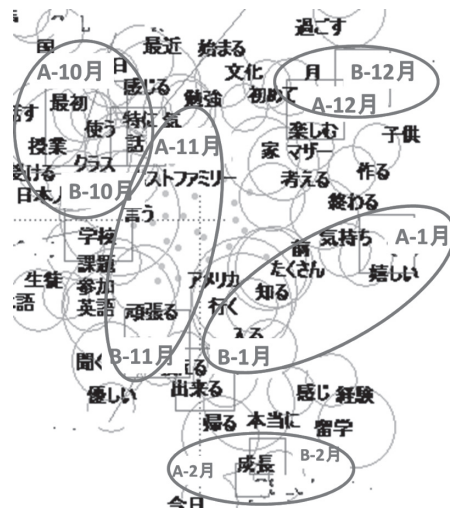 過ごす
最近 始まる
国
A-10月 日
文化 月 B-12月
感じる
勉強 初めて
最初
A-12月
使う 特に 気
楽しむ 子供
授業 話 A-11月
家 マザー
クラス
ストファミリー
考える 作る
B-10月
終わる
言う
A-1月
学校 気持ち
課題 たくさん 嬉しい
生徒 参加 アメリカ 知る
英語 頑張る 行く
入る
聞く B-11月 B-1月
優しい 出来る 感じ 経験
帰る 本当に 留学
A-2月 成長 B-2月
今日